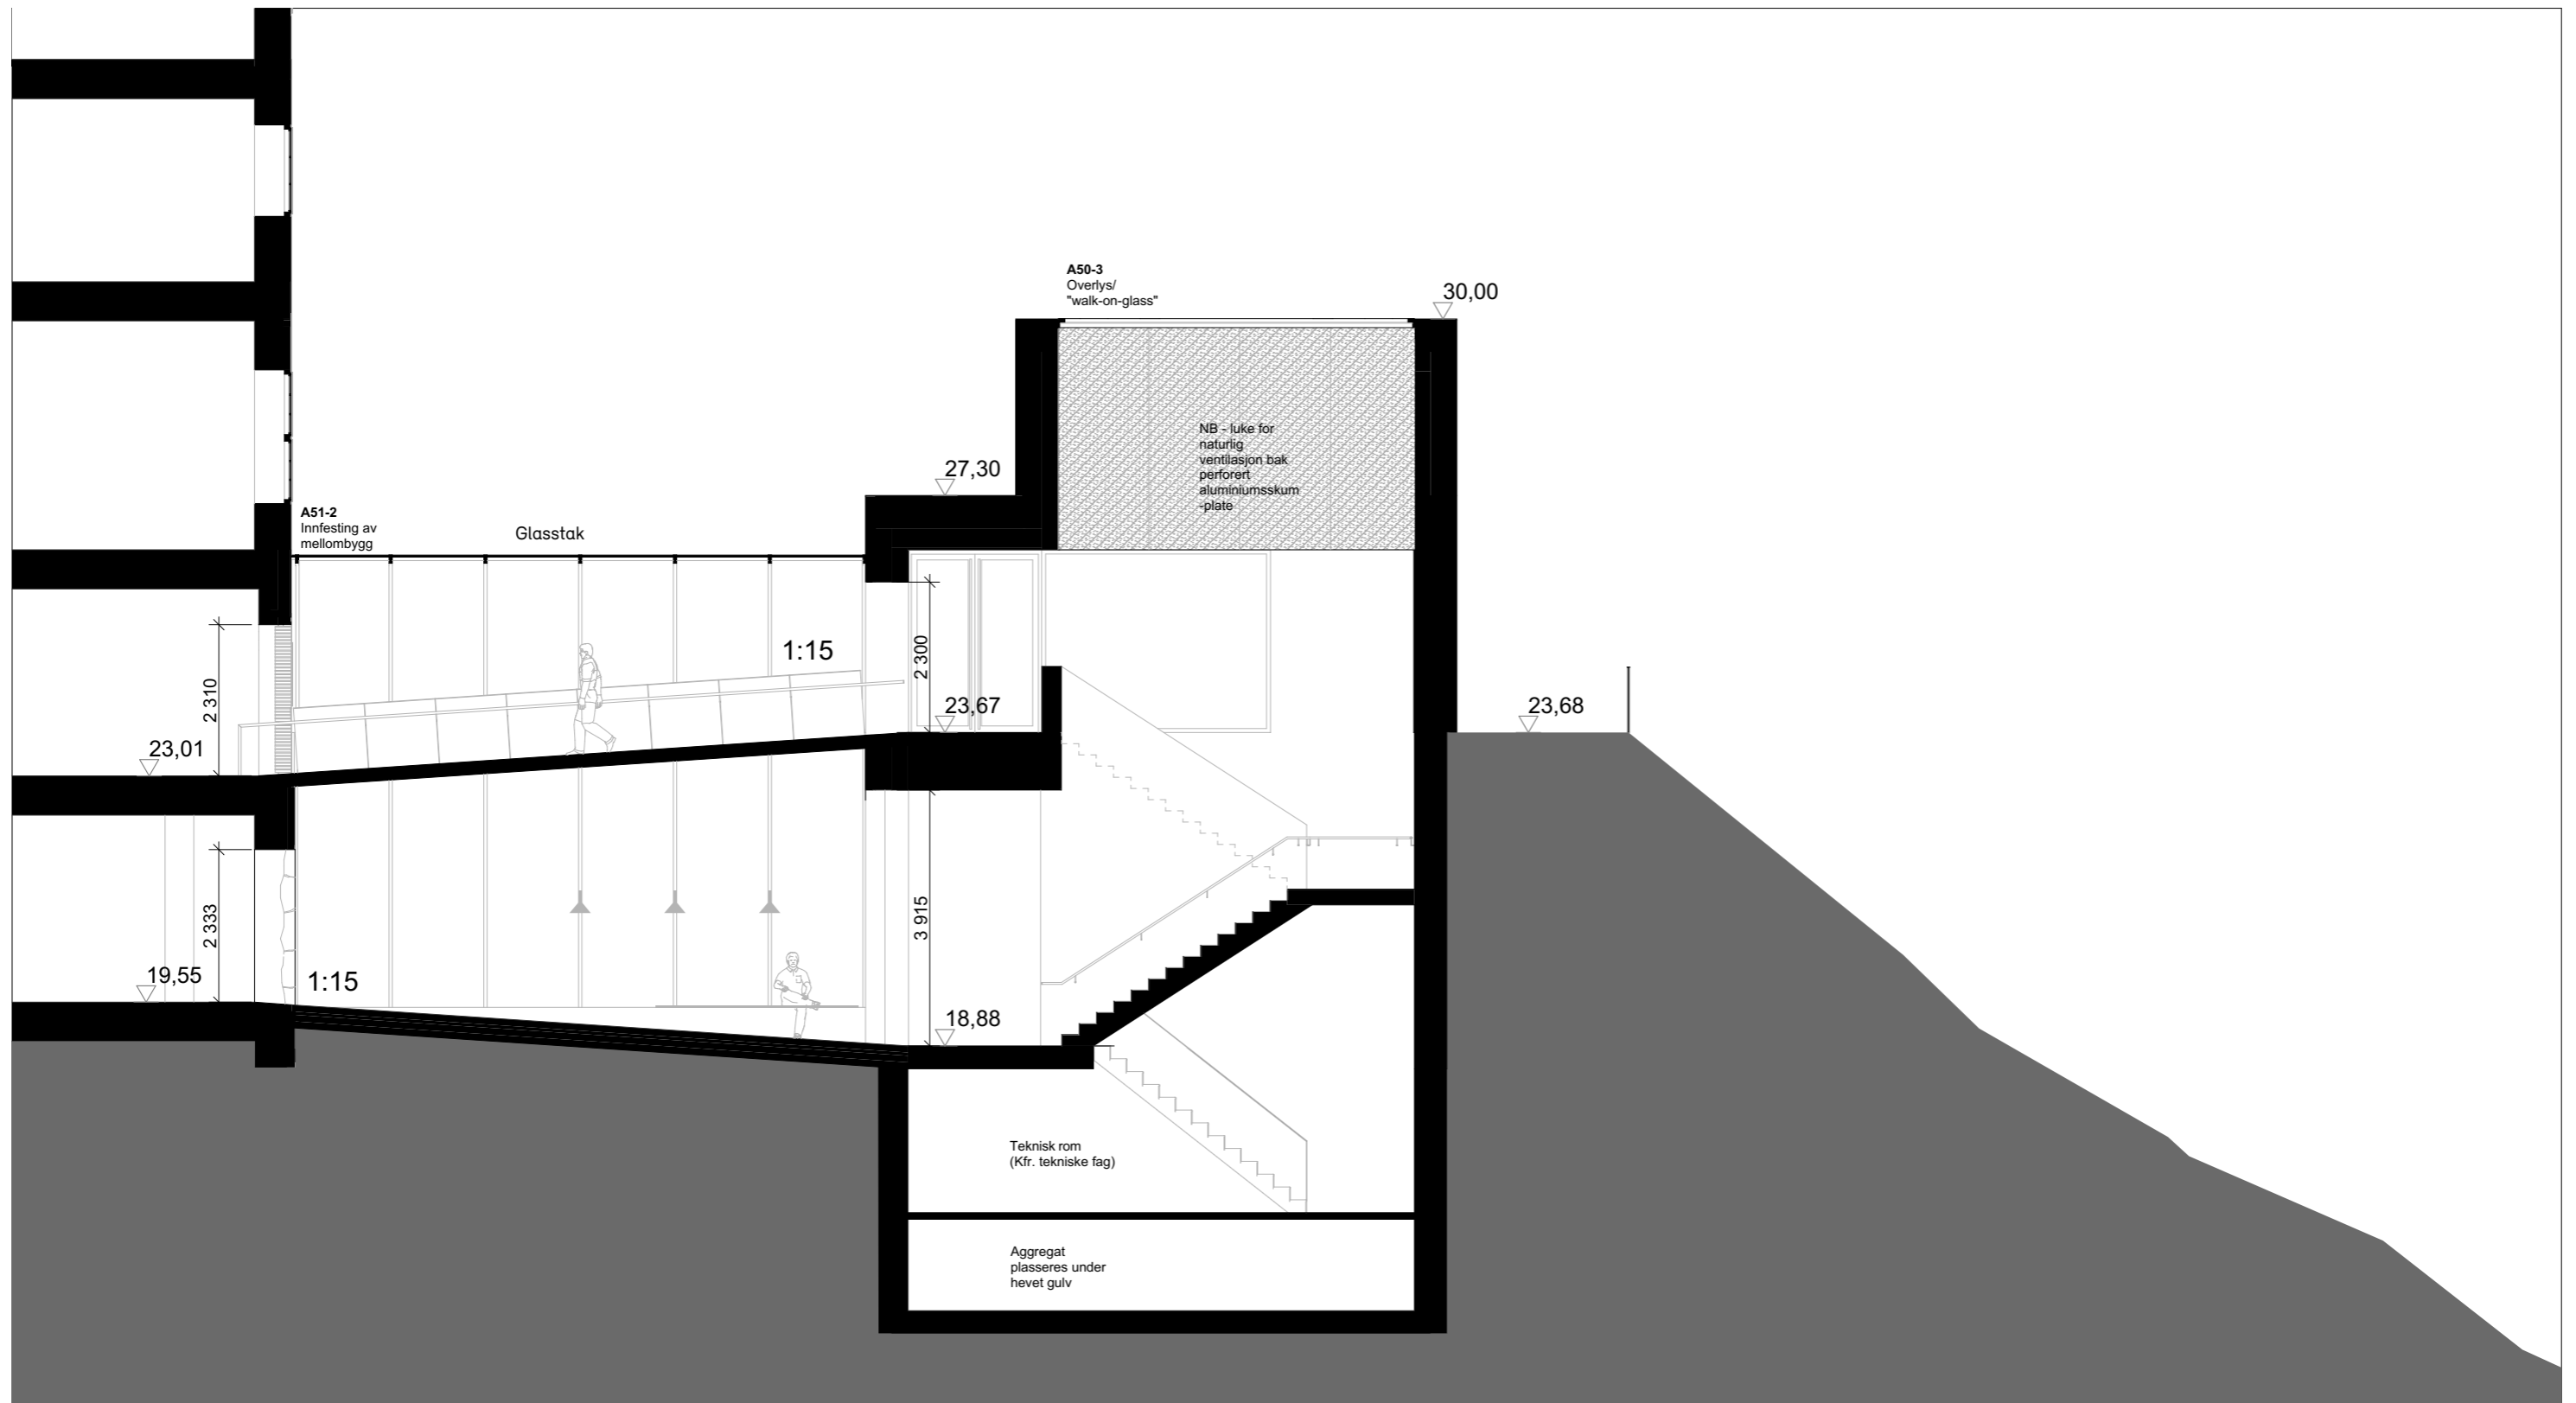 A50-3
Overlys/
"walk-on-glass"
30,00
NB - luke for
naturlig
ventilasjon bak
perforert
aluminiumsskum
-plate
27,30
A51-2
Innfesting av
mellombygg
Glasstak
1:15
2 300
2 310
23,67
23,68
23,01
2 333
3 915
19,55
1:15
18,88
Teknisk rom
(Kfr. tekniske fag)
Aggregat
plasseres under
hevet gulv